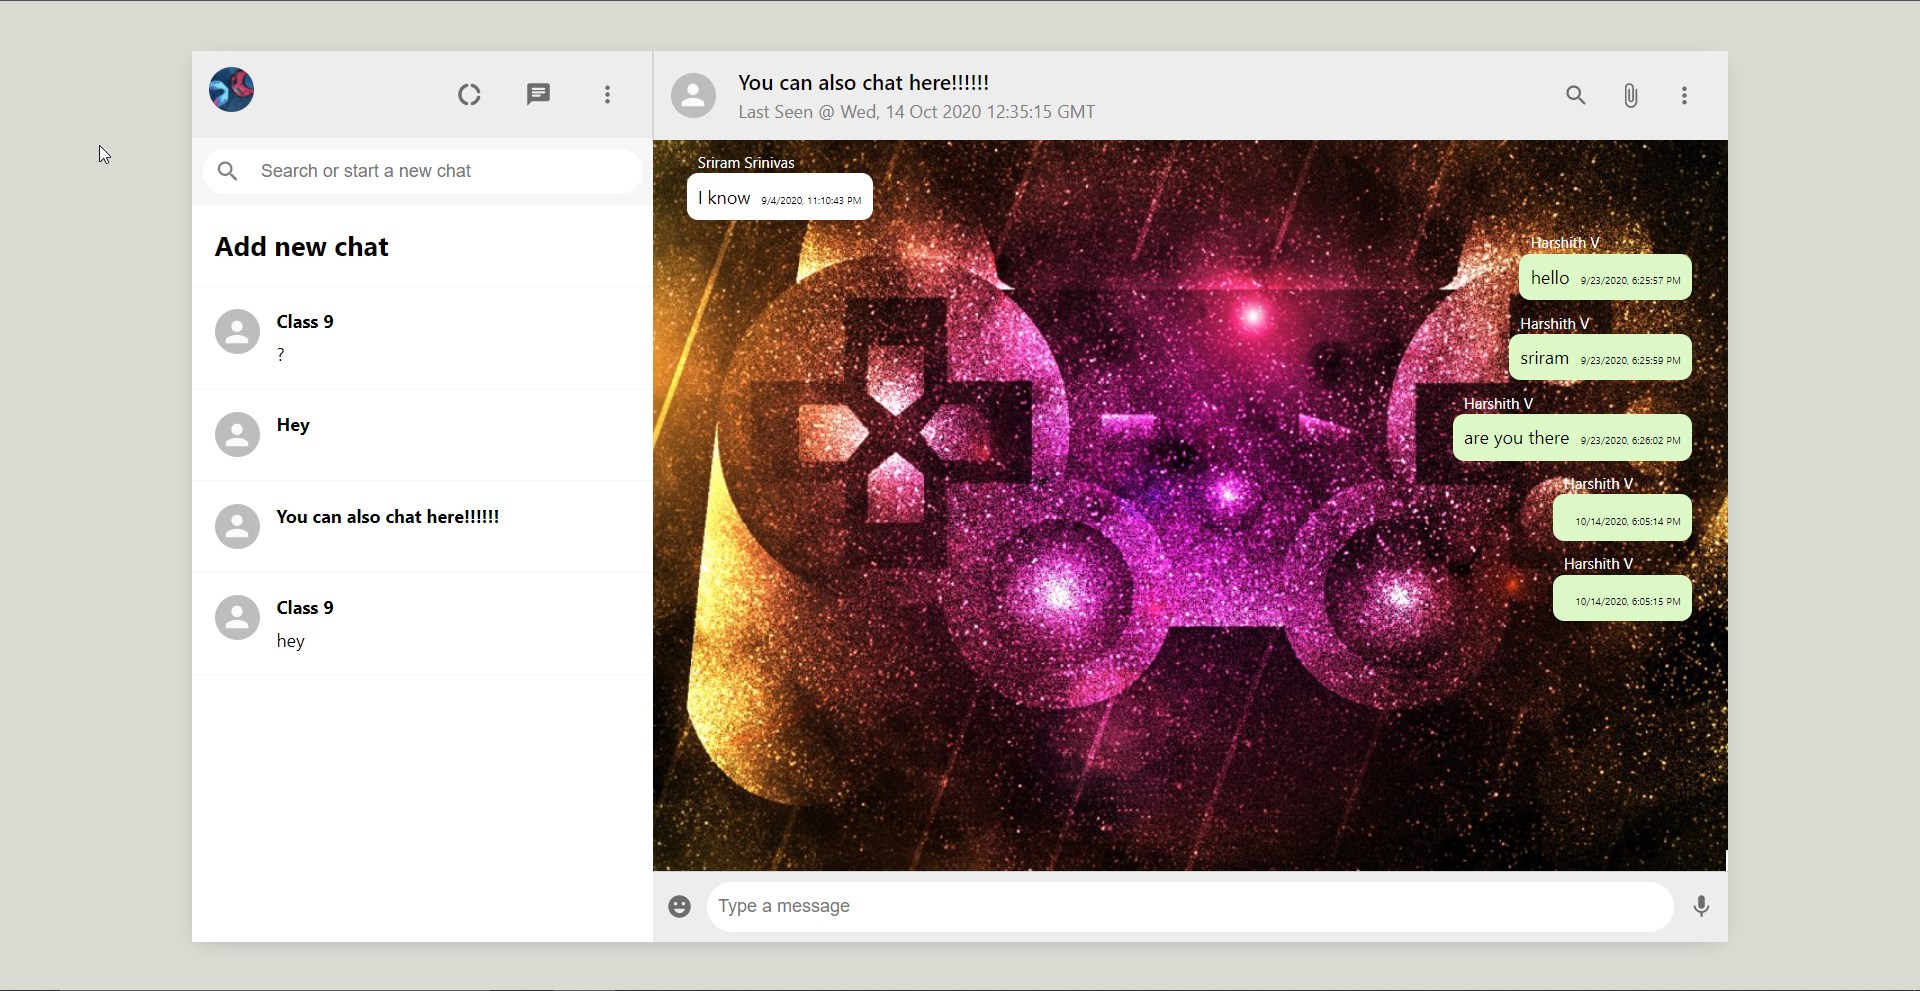 Search or start a new chat
Add new chat
Class 9
?
Hey
You can also chat here!!!!!!
Class 9
hey
You can also chat here!!!!!!
Last Seen @ Wed, 14 Oct 2020 12:35:15 GMT
Sriram Srinivas
I know 9/4/2020, 11:10:43 PM
Harshith V
hello 9/23/2020, 6:25:57 PM
Harshith V
sriram 9/23/2020, 6:25:59 PM
Harshith V
are you there 9/23/2020, 6:26:02 PM
Harshith V
10/14/2020, 6:05:14 PM
Harshith V
10/14/2020, 6:05:15 PM
Type a message